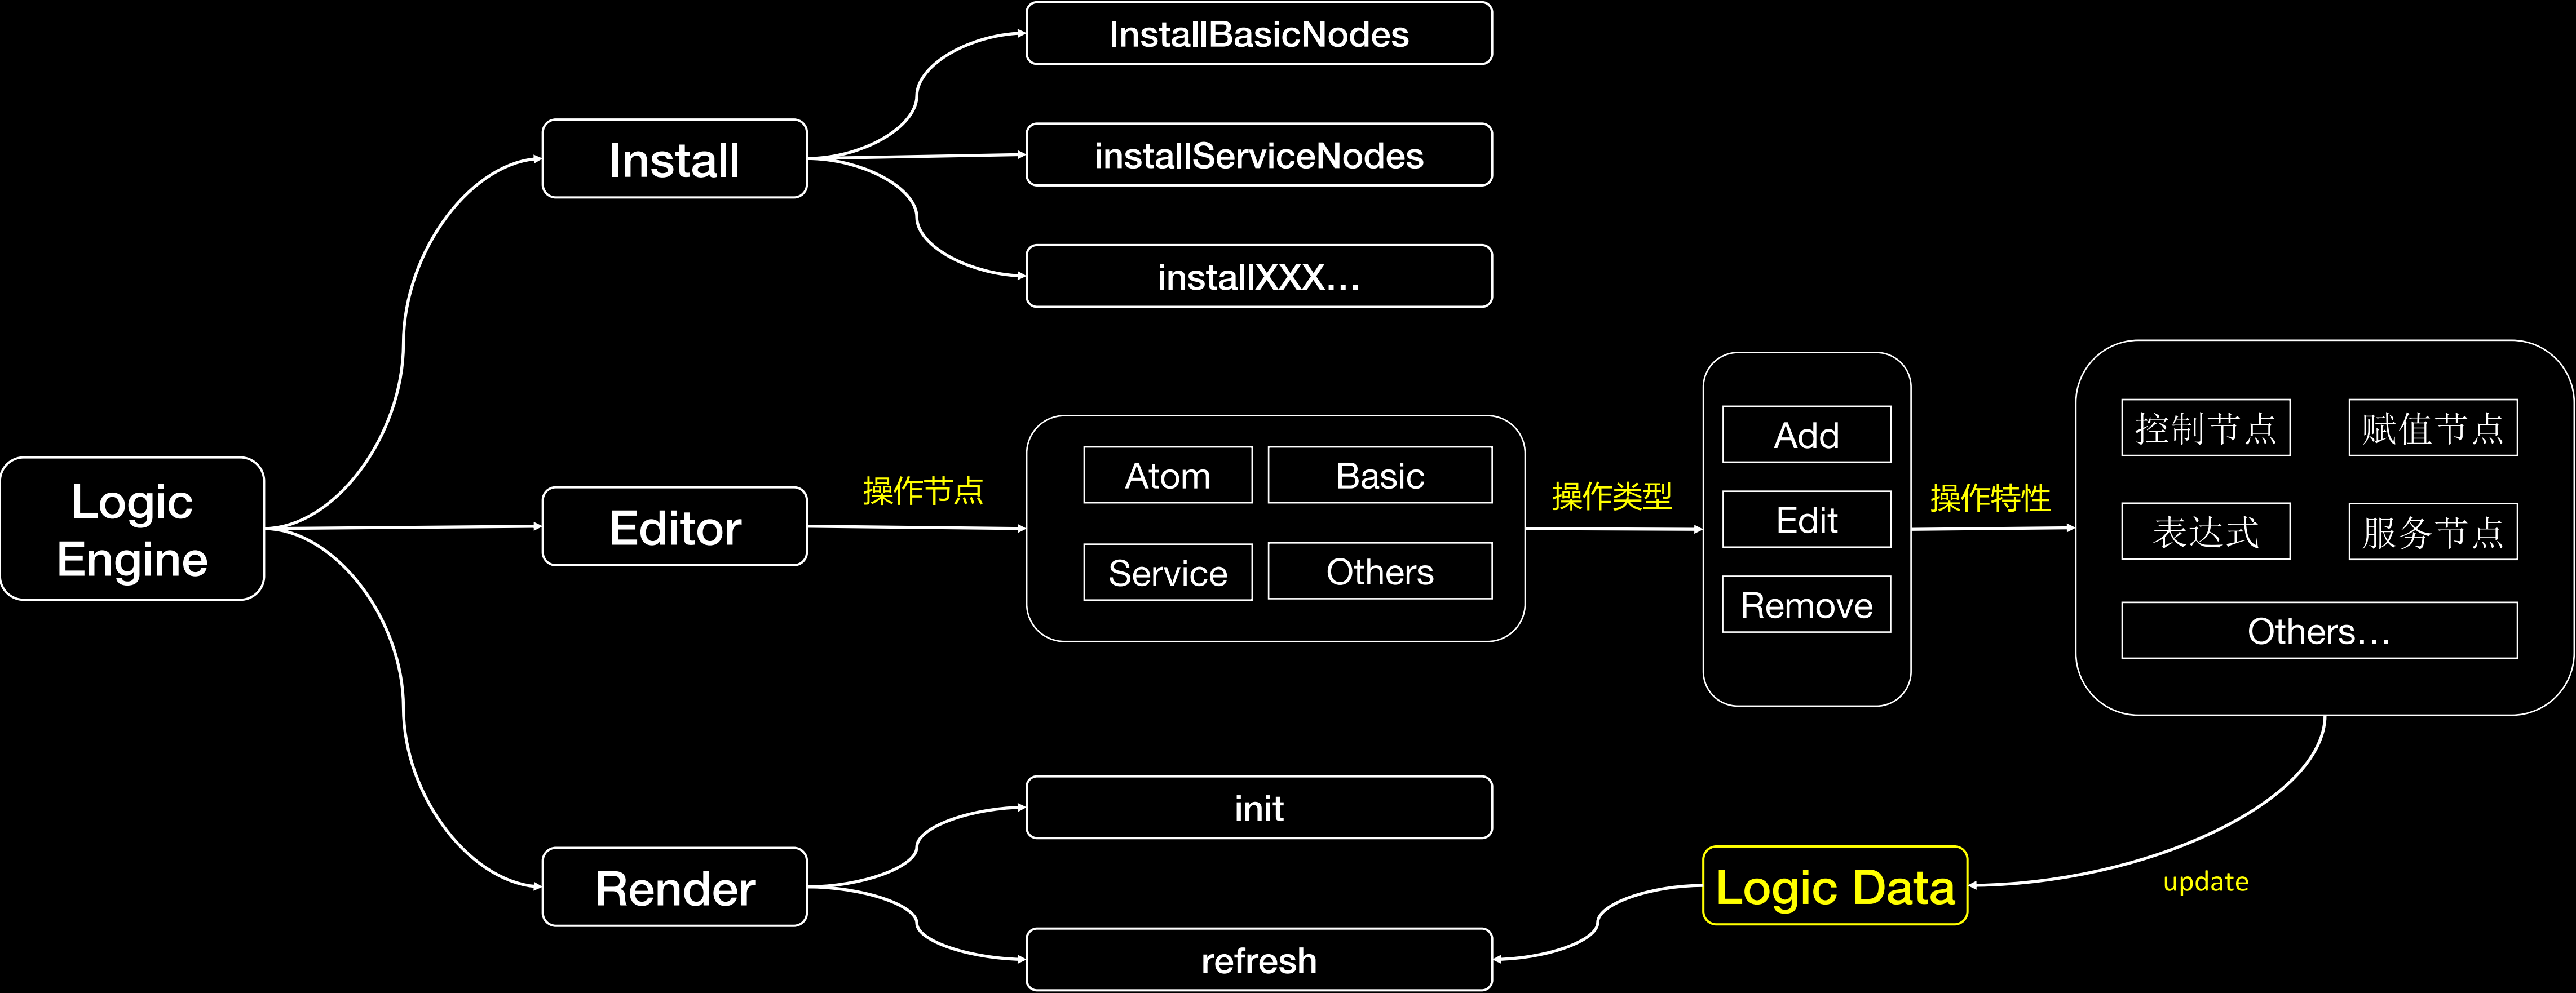 Logic
Engine
Install
InstallBasicNodes
installServiceNodes
installXXX...
Editor
操作节点
Atom
Basic
Service
Others
操作类型
Add
Edit
Remove
操作特性
控制节点
赋值节点
表达式
服务节点
Others...
Render
init
refresh
Logic Data
update